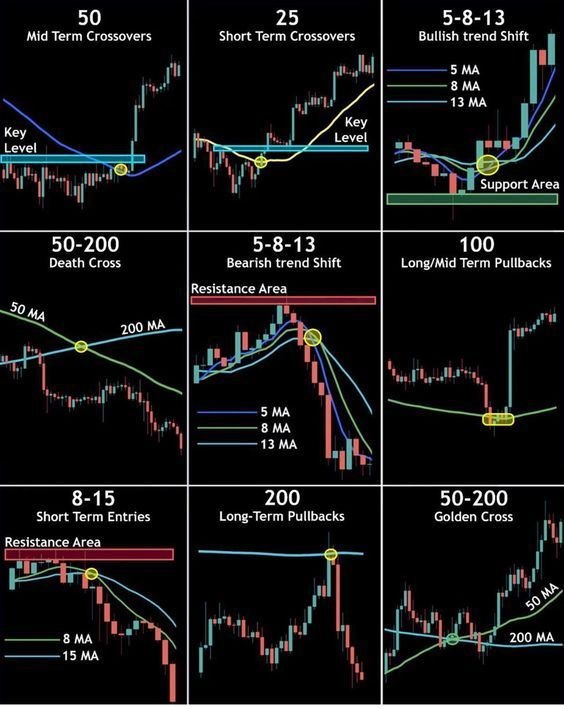 50
Mid Term Crossovers
Key
Level
25
Short Term Crossovers
Key
Level
5-8-13
Bullish trend Shift
5 MA
8 MA
13 MA
Support Area
50-200
Death Cross
50 MA
200 MA
5-8-13
Bearish trend Shift
Resistance Area
5 MA
8 MA
13 MA
100
Long/Mid Term Pullbacks
8-15
Short Term Entries
Resistance Area
8 MA
15 MA
200
Long-Term Pullbacks
50-200
Golden Cross
50 MA
200 MA